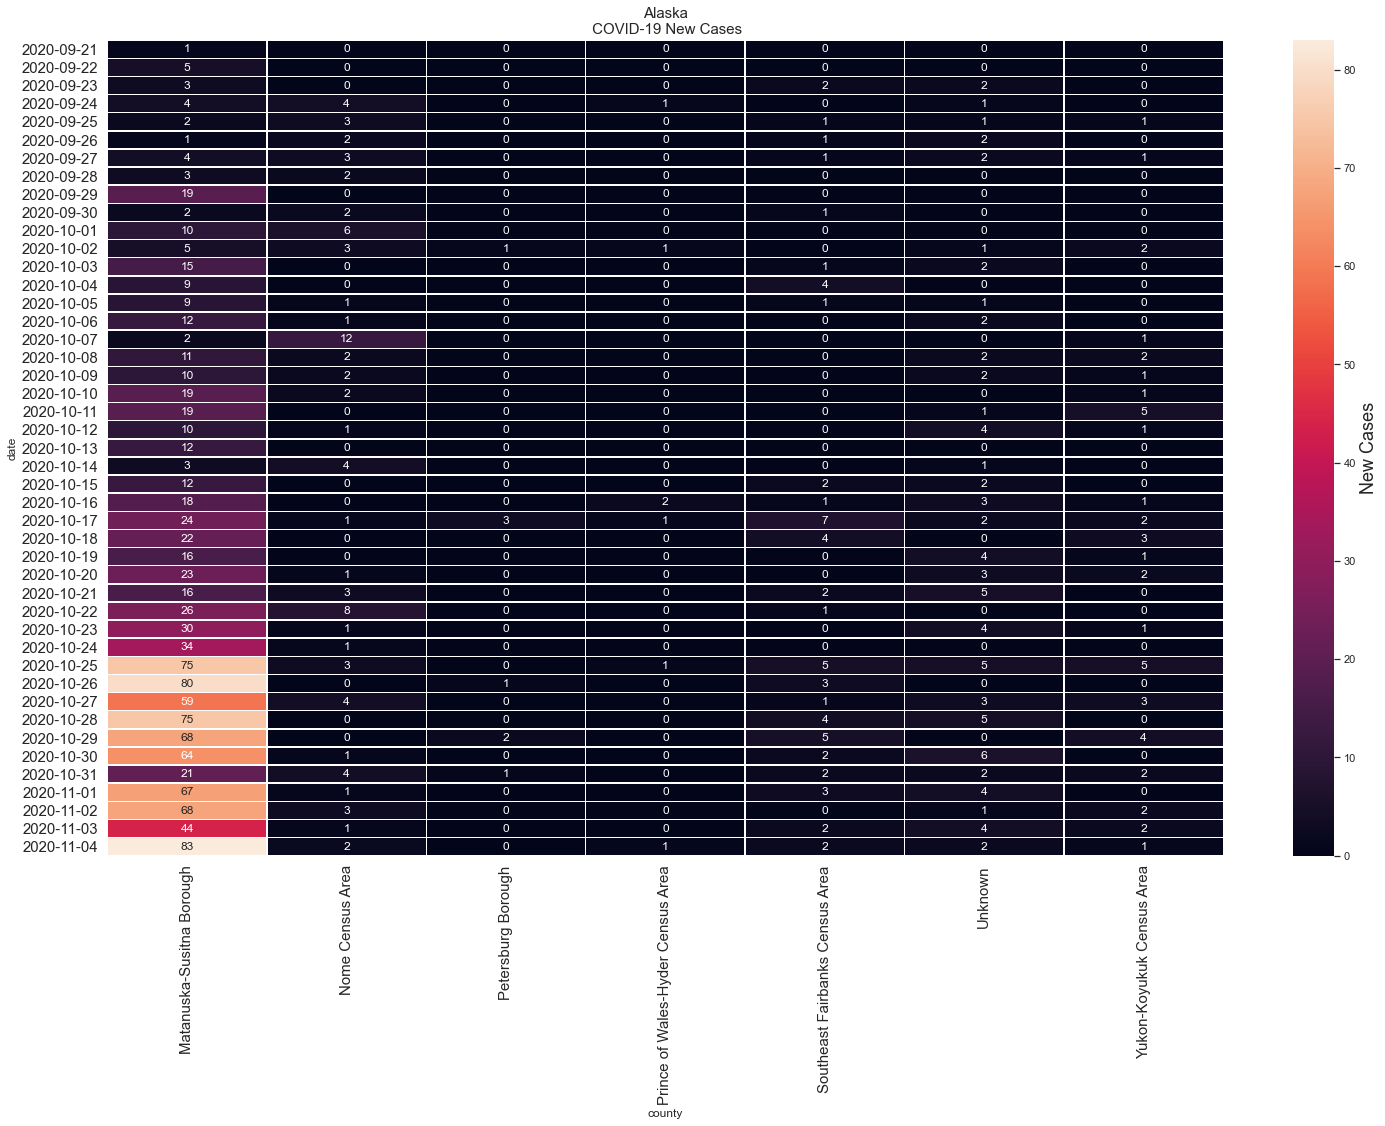 Alaska
COVID-19 New Cases
2020-09-21 1 0 0 0 0 0 0
2020-09-22 5 0 0 0 0 0 0
2020-09-23 3 0 0 0 2 2 0
2020-09-24 4 4 0 1 0 1 0
2020-09-25 2 3 0 0 1 1 1
2020-09-26 1 2 0 0 1 2 0
2020-09-27 4 3 0 0 1 2 1
2020-09-28 3 2 0 0 0 0 0
2020-09-29 19 0 0 0 0 0 0
2020-09-30 2 2 0 0 1 0 0
2020-10-01 10 6 0 0 0 0 0
2020-10-02 5 3 1 1 0 1 2
2020-10-03 15 0 0 0 1 2 0
2020-10-04 9 0 0 0 4 0 0
2020-10-05 9 1 0 0 1 1 0
2020-10-06 12 1 0 0 0 2 0
2020-10-07 2 12 0 0 0 0 1
2020-10-08 11 2 0 0 0 2 2
2020-10-09 10 2 0 0 0 2 1
2020-10-10 19 2 0 0 0 0 1
2020-10-11 19 0 0 0 0 1 5
2020-10-12 10 1 0 0 0 4 1
2020-10-13 12 0 0 0 0 0 0
2020-10-14 3 4 0 0 0 1 0
2020-10-15 12 0 0 0 2 2 0
2020-10-16 18 0 0 2 1 3 1
2020-10-17 24 1 3 1 7 2 2
2020-10-18 22 0 0 0 4 0 3
2020-10-19 16 0 0 0 0 4 1
2020-10-20 23 1 0 0 0 3 2
2020-10-21 16 3 0 0 2 5 0
2020-10-22 26 8 0 0 1 0 0
2020-10-23 30 1 0 0 0 4 1
2020-10-24 34 1 0 0 0 0 0
2020-10-25 75 3 0 1 5 5 5
2020-10-26 80 0 1 0 3 0 0
2020-10-27 59 4 0 0 1 3 3
2020-10-28 75 0 0 0 4 5 0
2020-10-29 68 0 2 0 5 0 4
2020-10-30 64 1 0 0 2 6 0
2020-10-31 21 4 1 0 2 2 2
2020-11-01 67 1 0 0 3 4 0
2020-11-02 68 3 0 0 0 1 2
2020-11-03 44 1 0 0 2 4 2
2020-11-04 83 2 0 1 2 2 1
date
Matanuska-Susitna Borough
Nome Census Area
Petersburg Borough
Prince of Wales-Hyder Census Area
Southeast Fairbanks Census Area
Unknown
Yukon-Koyukuk Census Area
county
80
70
60
50
40
30
20
10
0
New Cases